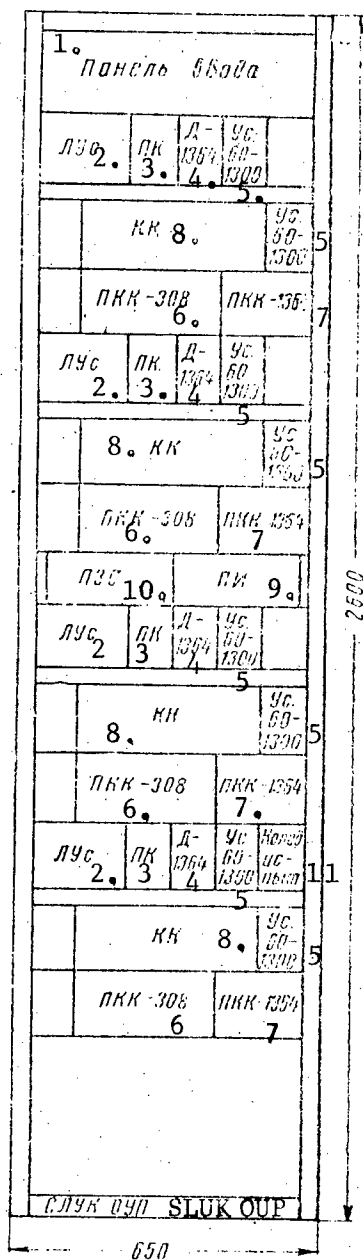 1.
Панель ввода
ЛУс 2.
ПК 3.
Д-1364 4.
Ус. 60-1300 5.
КК 8.
Ус. 60-1300 5
ПКК-308 6.
ПКК-136 7
ЛУс 2.
ПК 3.
Д-1364 4
Ус. 60 1300 5
8. КК
Ус 60-1300 5
ПКК-308 6.
ПКК-1364 7
ПЗС 10.
ПИ 9.
ЛУс 2
ПК 3
Д-1364 4
Ус. 60-1300 5
КК 8.
Ус. 60-1300 5
ПКК-308 6.
ПКК-1364 7.
ЛУс 2.
ПК 3
Д-1364 4
Ус 60-1300 5
11
КК 8.
Ус. 60-1300 5
ПКК-308 6
ПКК-1364 7
СЛУК ОУП SLUK OUP
650
2600